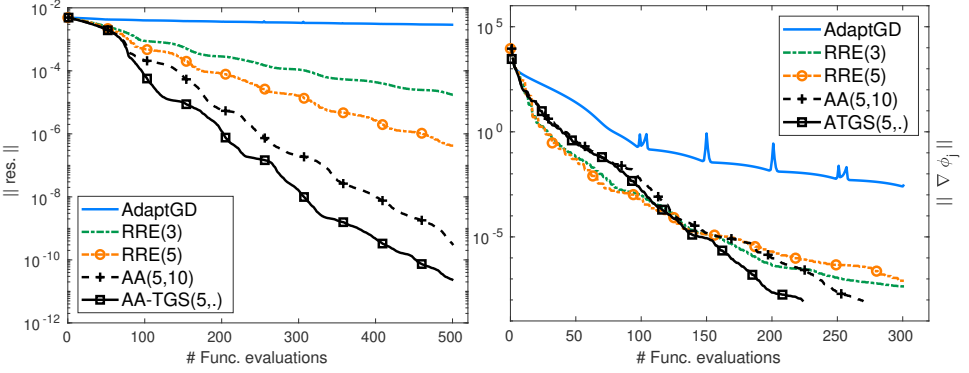 || res. ||
10^-2
10^-4
10^-6
10^-8
10^-10
10^-12
0
100
200
300
400
500
# Func. evaluations
AdaptGD
RRE(3)
RRE(5)
AA(5,10)
AA-TGS(5,.)
10^5
10^0
10^-5
0
50
100
150
200
250
300
# Func. evaluations
AdaptGD
RRE(3)
RRE(5)
AA(5,10)
ATGS(5,.)